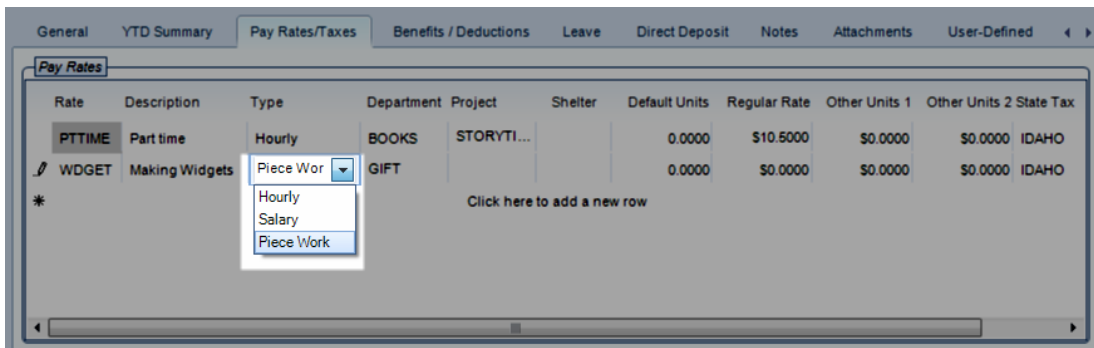 General YTD Summary Pay Rates/Taxes Benefits / Deductions Leave Direct Deposit Notes Attachments User-Defined
Pay Rates
Rate Description Type Department Project Shelter Default Units Regular Rate Other Units 1 Other Units 2 State Tax
PTTIME Part time Hourly BOOKS STORYTI... 0.0000 $10.5000 $0.0000 $0.0000 IDAHO
WDGET Making Widgets Piece Wor GIFT 0.0000 $0.0000 $0.0000 $0.0000 IDAHO
Click here to add a new row
Hourly
Salary
Piece Work